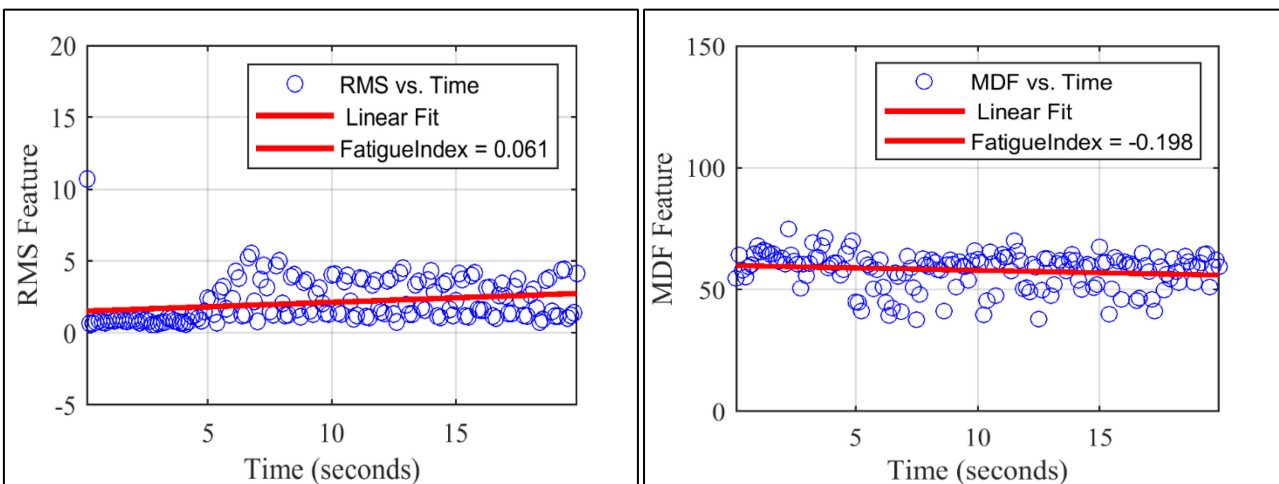 20
15
10
5
0
-5
RMS Feature
RMS vs. Time
Linear Fit
FatigueIndex = 0.061
5 10 15
Time (seconds)
150
100
50
0
MDF Feature
MDF vs. Time
Linear Fit
FatigueIndex = -0.198
5 10 15
Time (seconds)